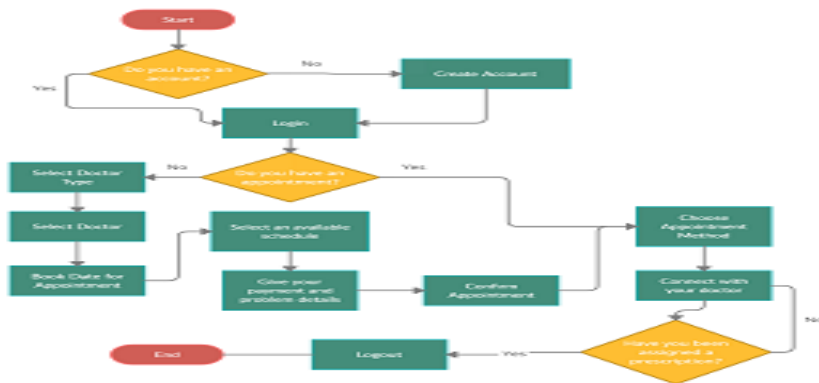 Start
Do you have an
account?
No
Create Account
Yes
Login
Do you have an
appointment?
No
Yes
Select Doctor
Type
Select Doctor
Book Date for
Appointment
Select an available
schedule
Give your
payment and
problem details
Confirm
Appointment
Choose
Appointment
Method
Connect with
your doctor
No
Have you been
assigned a
prescription?
Yes
Logout
End